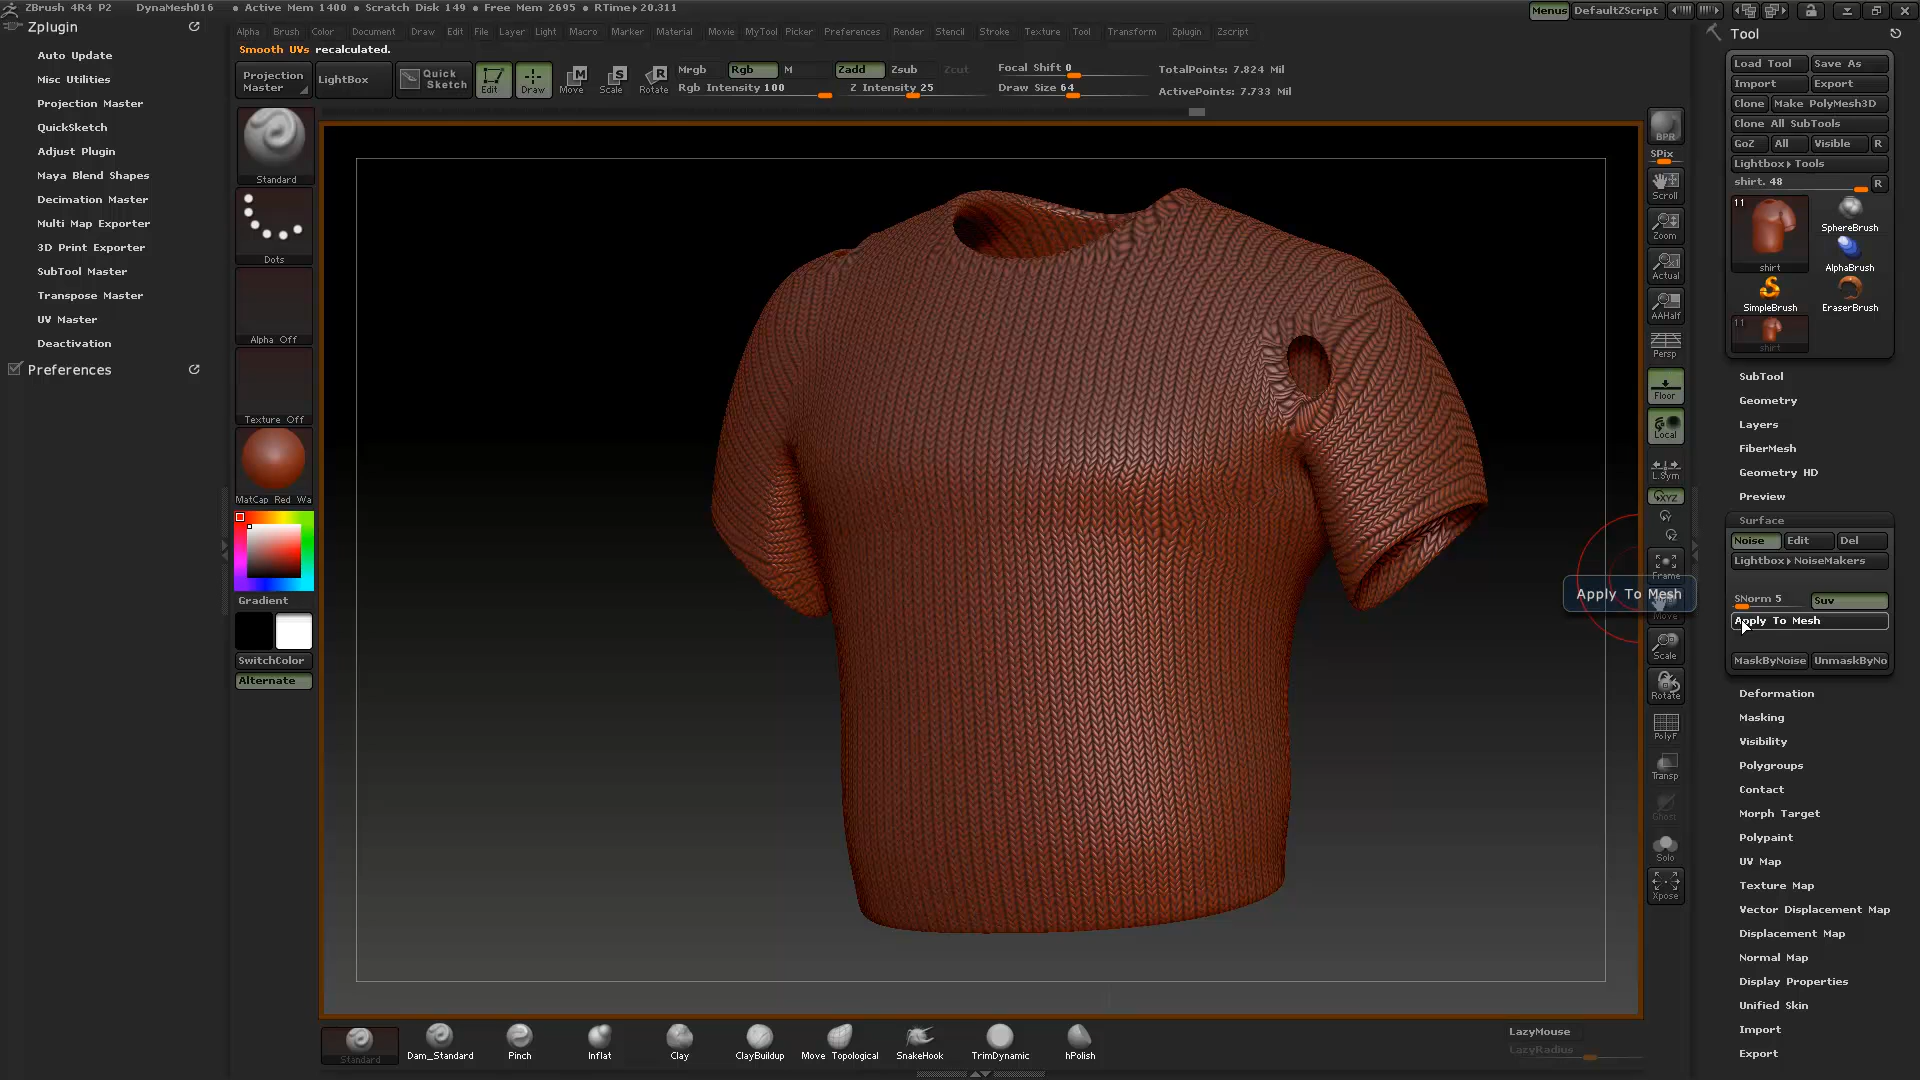 ZBrush 4R4 P2 DynaMesh016 • Active Mem 1400 • Scratch Disk 149 • Free Mem 2695 • RTime▸20.311 Menus DefaultZScript
Zplugin
Auto Update
Misc Utilities
Projection Master
QuickSketch
Adjust Plugin
Maya Blend Shapes
Decimation Master
Multi Map Exporter
3D Print Exporter
SubTool Master
Transpose Master
UV Master
Deactivation
Preferences
Alpha Brush Color Document Draw Edit File Layer Light Macro Marker Material Movie MyTool Picker Preferences Render Stencil Stroke Texture Tool Transform Zplugin Zscript
Smooth UVs recalculated.
Projection Master
LightBox
Quick Sketch
Edit Draw Move Scale Rotate
Mrgb Rgb M Zadd Zsub Zcut
Rgb Intensity 100 Z Intensity 25
Focal Shift 0
Draw Size 64
TotalPoints: 7.824 Mil
ActivePoints: 7.733 Mil
Standard
Dots
Alpha Off
Texture Off
MatCap Red Wa
Gradient
SwitchColor
Alternate
BPR
SPix
Scroll
Zoom
Actual
AAHalf
Persp
Floor
Local
L.Sym
XYZ
Frame
Move
Scale
Rotate
PolyF
Transp
Ghost
Solo
Xpose
Apply To Mesh
Standard Dam_Standard Pinch Inflat Clay ClayBuildup Move Topological SnakeHook TrimDynamic hPolish
LazyMouse
LazyRadius
Tool
Load Tool Save As
Import Export
Clone Make PolyMesh3D
Clone All SubTools
GoZ All Visible R
Lightbox▸Tools
shirt. 48 R
11
shirt
SphereBrush
AlphaBrush
SimpleBrush EraserBrush
11
shirt
SubTool
Geometry
Layers
FiberMesh
Geometry HD
Preview
Surface
Noise Edit Del
Lightbox▸NoiseMakers
SNorm 5 Suv
Apply To Mesh
MaskByNoise UnmaskByNo
Deformation
Masking
Visibility
Polygroups
Contact
Morph Target
Polypaint
UV Map
Texture Map
Vector Displacement Map
Displacement Map
Normal Map
Display Properties
Unified Skin
Import
Export